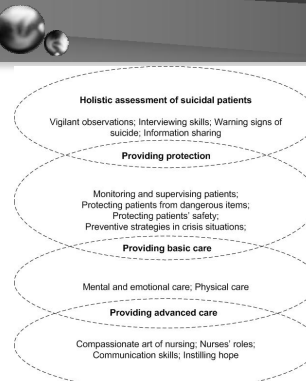 Holistic assessment of suicidal patients
Vigilant observations; Interviewing skills; Warning signs of
suicide; Information sharing
Providing protection
Monitoring and supervising patients;
Protecting patients from dangerous items;
Protecting patients' safety;
Preventive strategies in crisis situations;
Providing basic care
Mental and emotional care; Physical care
Providing advanced care
Compassionate art of nursing; Nurses' roles;
Communication skills; Instilling hope